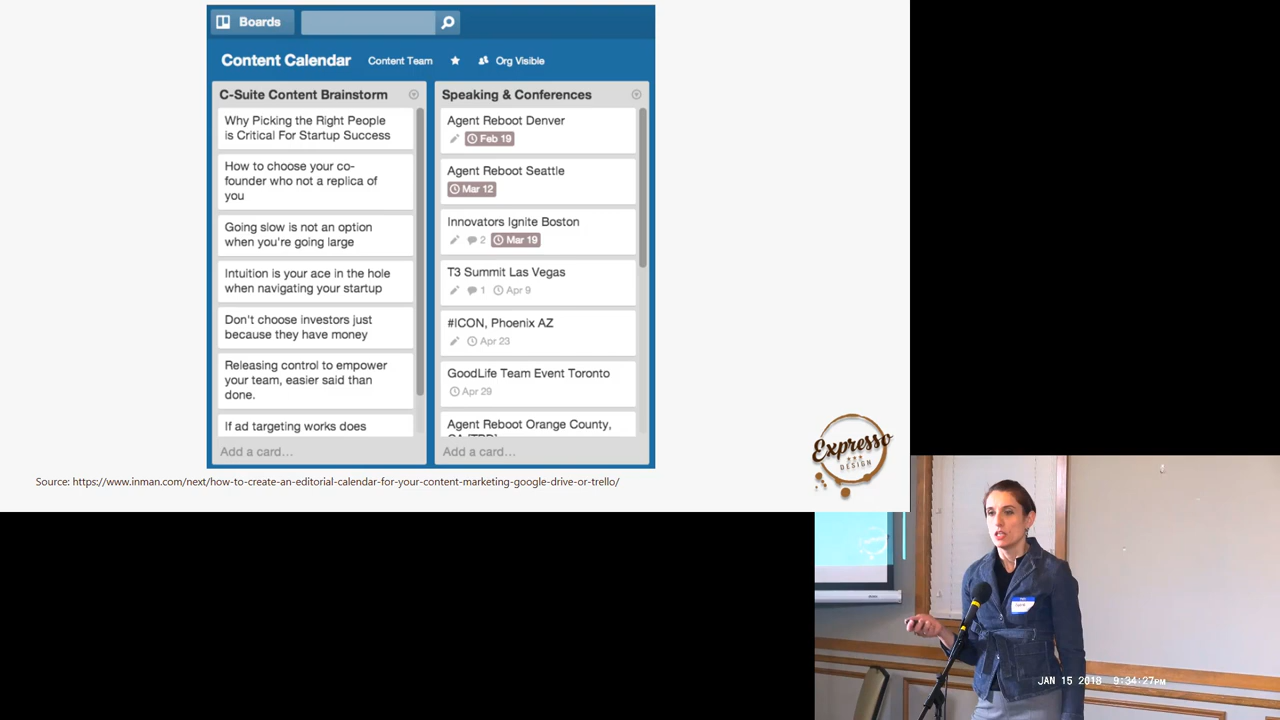 Boards
Content Calendar Content Team Org Visible
C-Suite Content Brainstorm
Why Picking the Right People
is Critical For Startup Success
How to choose your co-
founder who not a replica of
you
Going slow is not an option
when you're going large
Intuition is your ace in the hole
when navigating your startup
Don't choose investors just
because they have money
Releasing control to empower
your team, easier said than
done.
If ad targeting works does
Add a card...
Speaking & Conferences
Agent Reboot Denver
Feb 19
Agent Reboot Seattle
Mar 12
Innovators Ignite Boston
2 Mar 19
T3 Summit Las Vegas
1 Apr 9
#ICON, Phoenix AZ
Apr 23
GoodLife Team Event Toronto
Apr 29
Agent Reboot Orange County,
CA [TBD]
Add a card...
Source: https://www.inman.com/next/how-to-create-an-editorial-calendar-for-your-content-marketing-google-drive-or-trello/
Expresso
DESIGN
JAN 15 2018 9:34:27PM